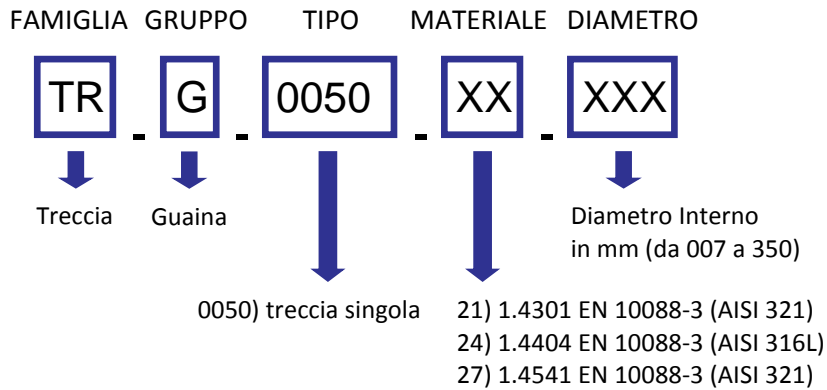 FAMIGLIA GRUPPO TIPO MATERIALE DIAMETRO
TR - G - 0050 - XX - XXX
Treccia Guaina Diametro Interno
in mm (da 007 a 350)
0050) treccia singola 21) 1.4301 EN 10088-3 (AISI 321)
24) 1.4404 EN 10088-3 (AISI 316L)
27) 1.4541 EN 10088-3 (AISI 321)